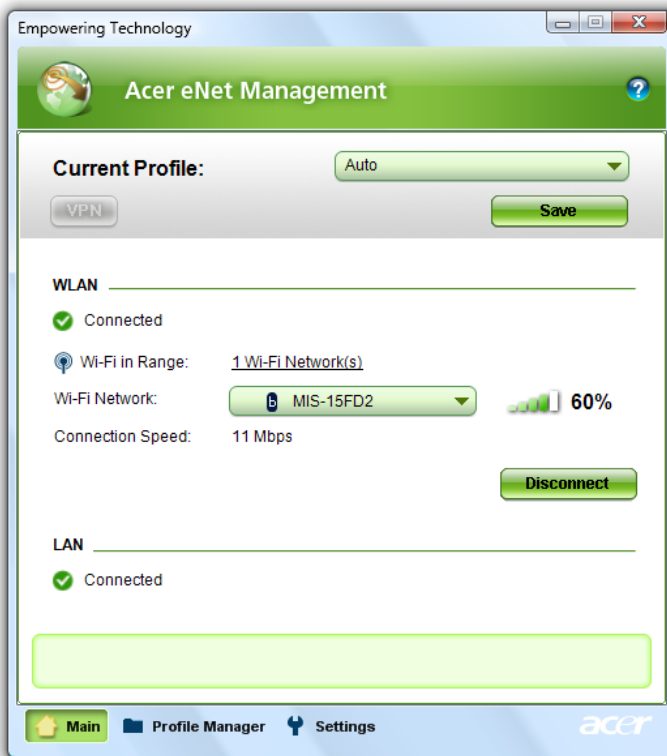 Empowering Technology
Acer eNet Management
?
Current Profile:
Auto
VPN
Save
WLAN
Connected
Wi-Fi in Range:
1 Wi-Fi Network(s)
Wi-Fi Network:
b MIS-15FD2
60%
Connection Speed:
11 Mbps
Disconnect
LAN
Connected
Main
Profile Manager
Settings
acer